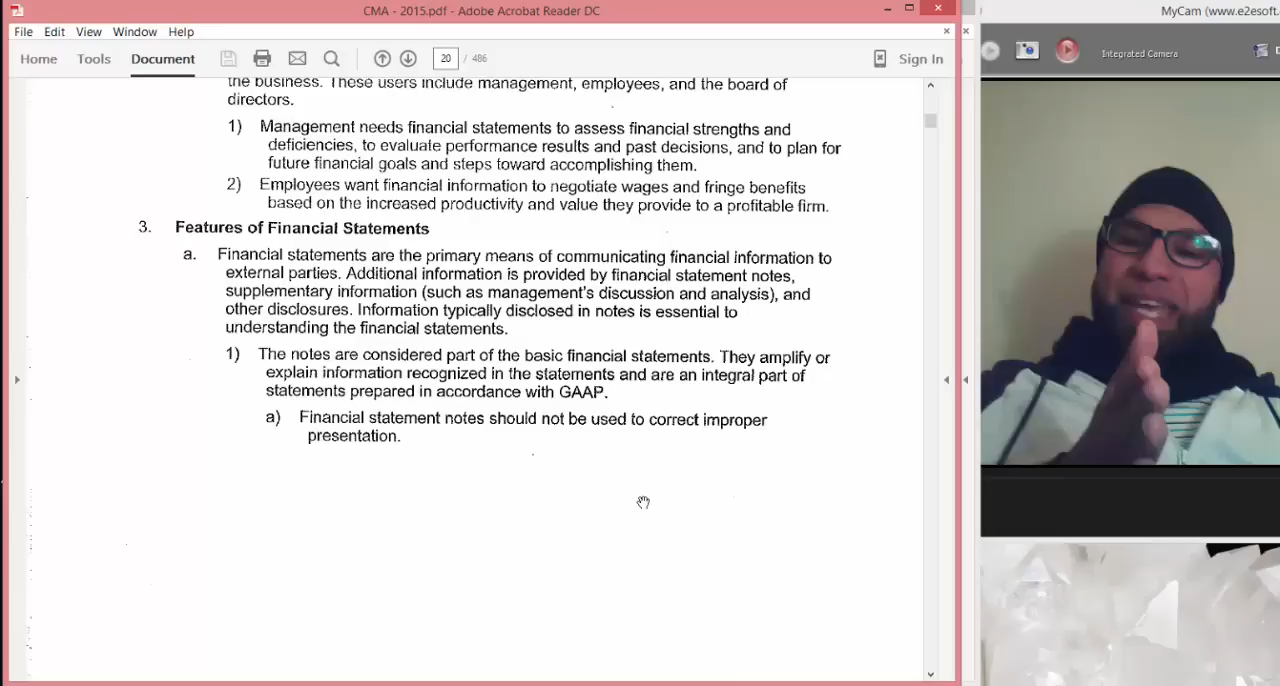 CMA - 2015.pdf - Adobe Acrobat Reader DC
MyCam (www.e2esoft.
File Edit View Window Help
Home Tools Document 20 / 486 Sign In
Integrated Camera
the business. These users include management, employees, and the board of
directors.
1) Management needs financial statements to assess financial strengths and
deficiencies, to evaluate performance results and past decisions, and to plan for
future financial goals and steps toward accomplishing them.
2) Employees want financial information to negotiate wages and fringe benefits
based on the increased productivity and value they provide to a profitable firm.
3. Features of Financial Statements
a. Financial statements are the primary means of communicating financial information to
external parties. Additional information is provided by financial statement notes,
supplementary information (such as management's discussion and analysis), and
other disclosures. Information typically disclosed in notes is essential to
understanding the financial statements.
1) The notes are considered part of the basic financial statements. They amplify or
explain information recognized in the statements and are an integral part of
statements prepared in accordance with GAAP.
a) Financial statement notes should not be used to correct improper
presentation.